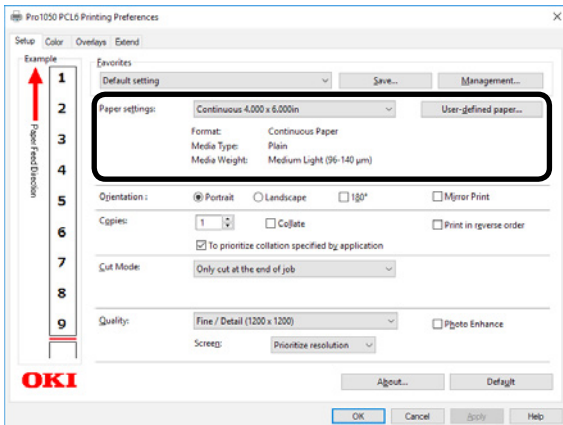 Pro1050 PCL6 Printing Preferences
Setup Color Overlays Extend
Example
1
2
3
4
5
6
7
8
9
Paper Feed Direction
OKI
Favorites
Default setting Save... Management...
Paper settings: Continuous 4.000 x 6.000in User-defined paper...
Format: Continuous Paper
Media Type: Plain
Media Weight: Medium Light (96-140 μm)
Orientation : Portrait Landscape 180° Mirror Print
Copies: 1 Collate Print in reverse order
To prioritize collation specified by application
Cut Mode: Only cut at the end of job
Quality: Fine / Detail (1200 x 1200) Photo Enhance
Screen: Prioritize resolution
About... Default
OK Cancel Apply Help